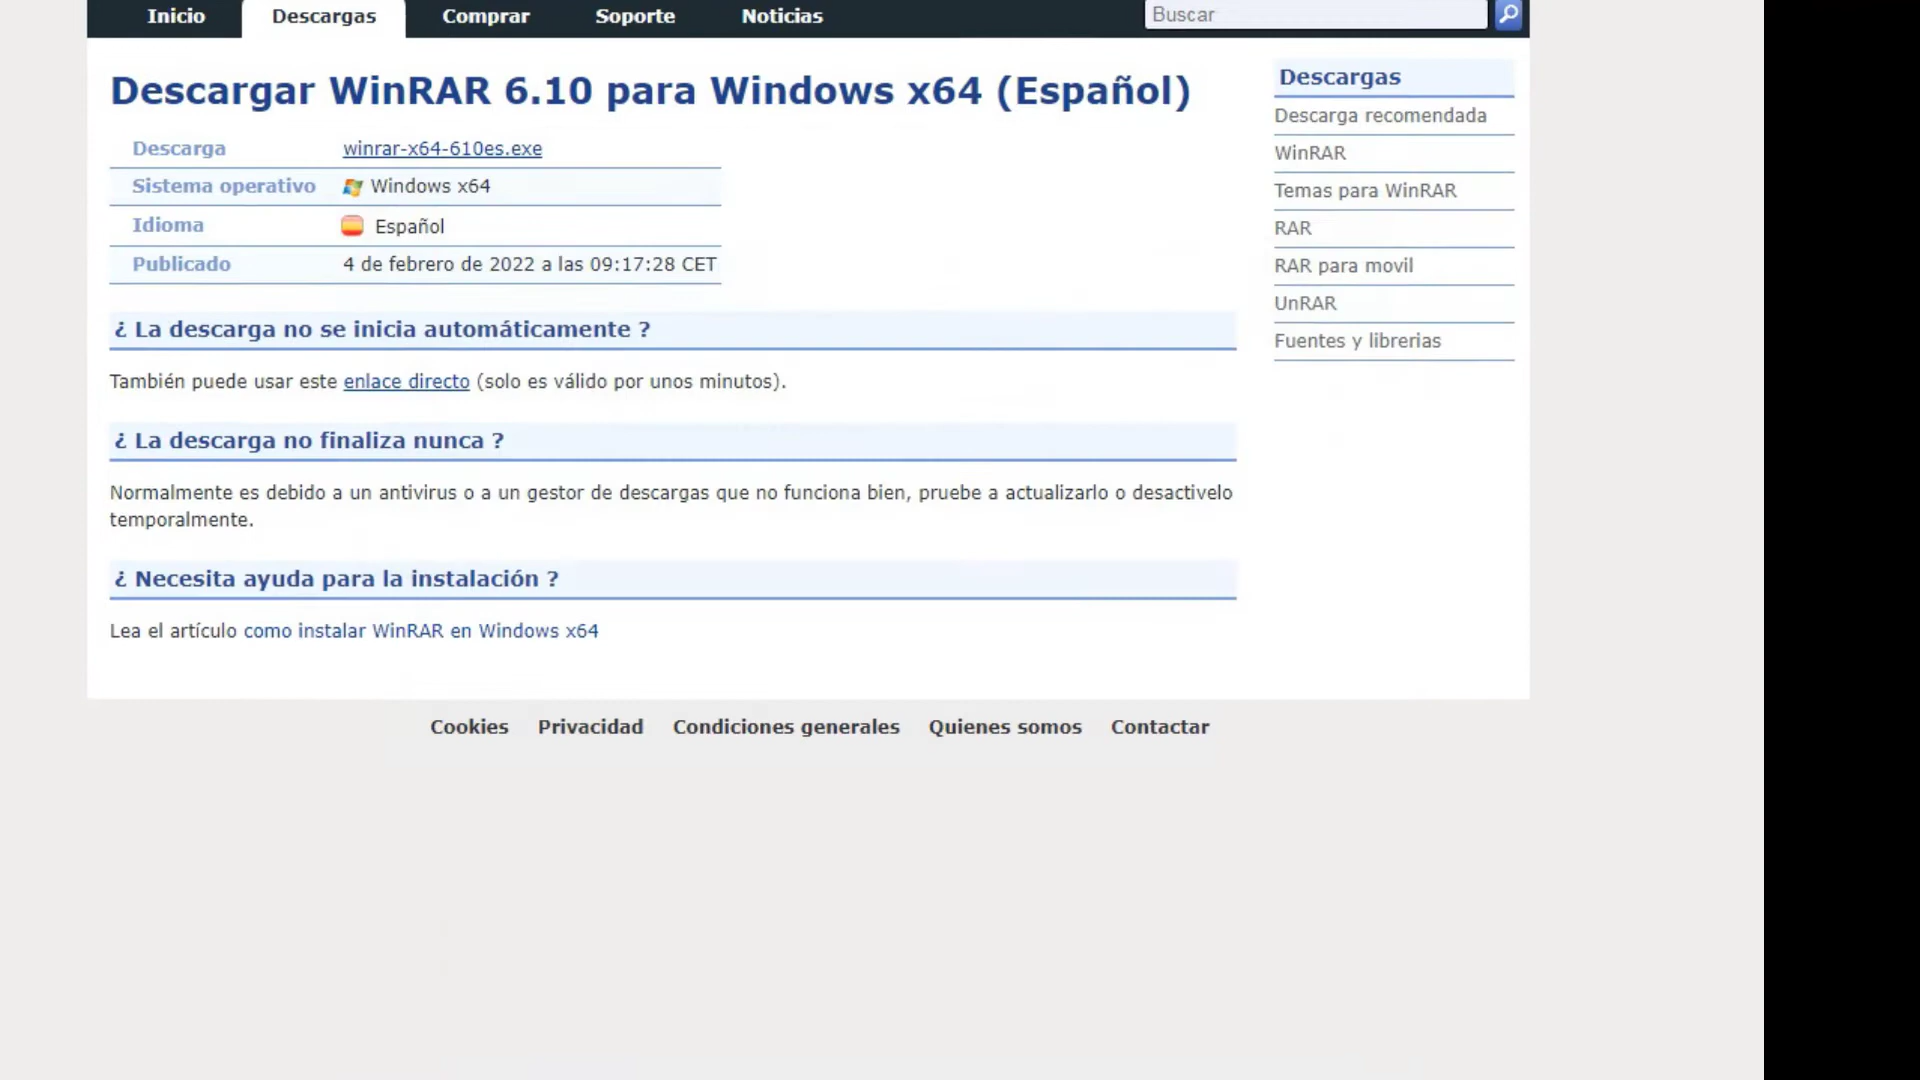 Inicio Descargas Comprar Soporte Noticias Buscar
Descargar WinRAR 6.10 para Windows x64 (Español)
Descarga winrar-x64-610es.exe
Sistema operativo Windows x64
Idioma Español
Publicado 4 de febrero de 2022 a las 09:17:28 CET
¿ La descarga no se inicia automáticamente ?
También puede usar este enlace directo (solo es válido por unos minutos).
¿ La descarga no finaliza nunca ?
Normalmente es debido a un antivirus o a un gestor de descargas que no funciona bien, pruebe a actualizarlo o desactivelo
temporalmente.
¿ Necesita ayuda para la instalación ?
Lea el artículo como instalar WinRAR en Windows x64
Descargas
Descarga recomendada
WinRAR
Temas para WinRAR
RAR
RAR para movil
UnRAR
Fuentes y librerias
Cookies Privacidad Condiciones generales Quienes somos Contactar